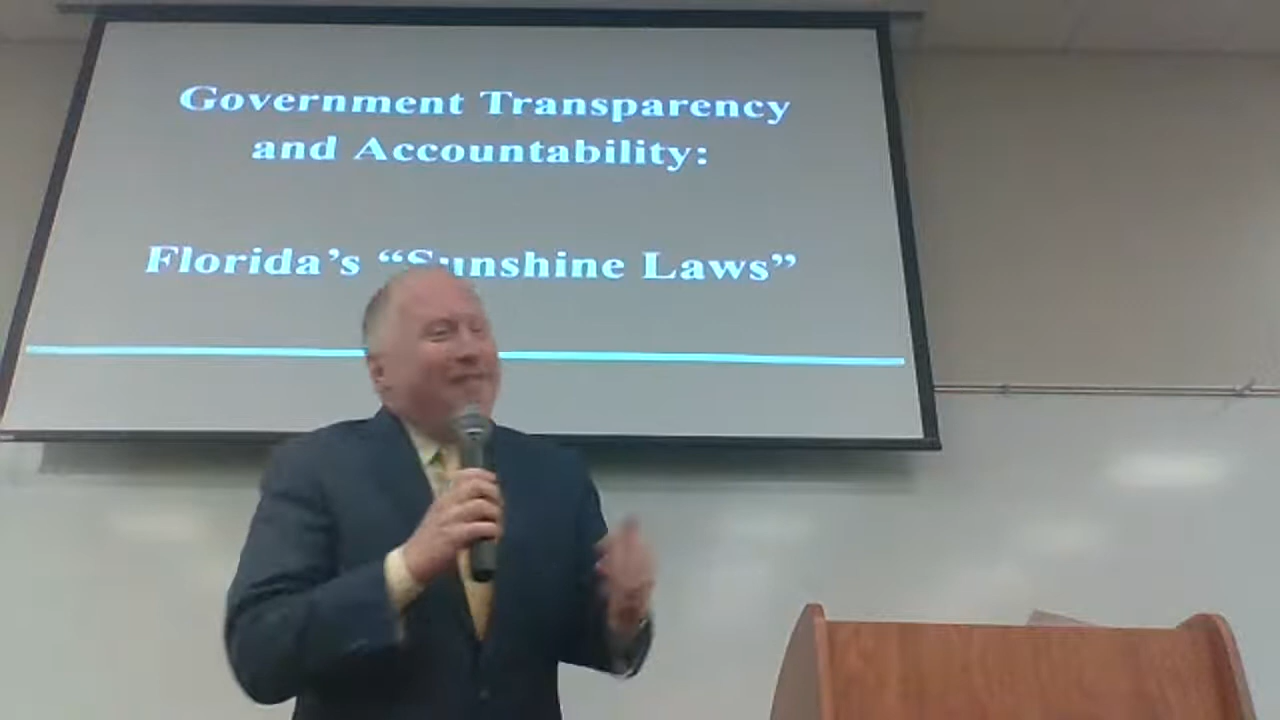 Government Transparency
and Accountability:
Florida’s “Sunshine Laws”